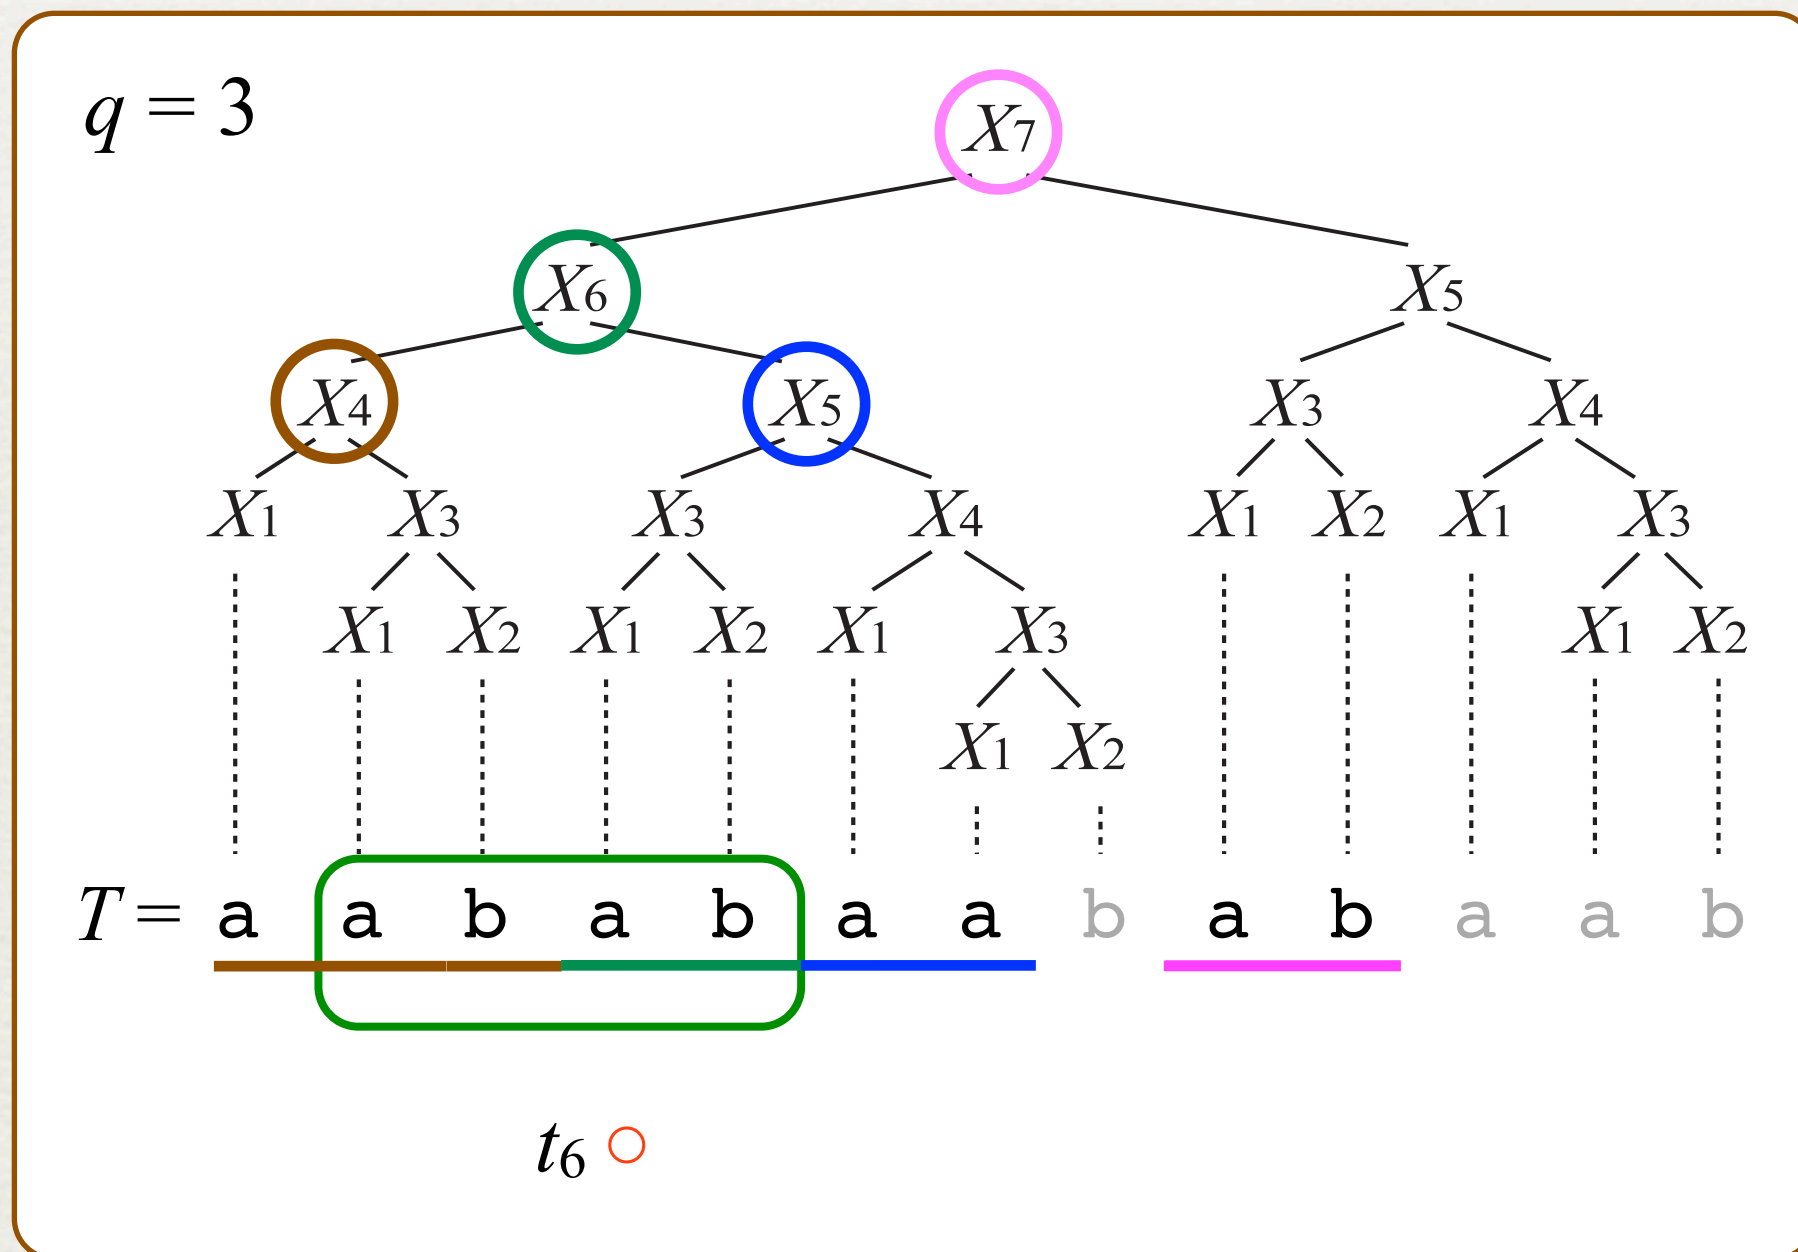 q = 3
X7
X6 X5
X4 X5 X3 X4
X1 X3 X3 X4 X1 X2 X1 X3
X1 X2 X1 X2 X1 X3 X1 X2
X1 X2
T = a a b a b a a b a b a a b
t6 ○